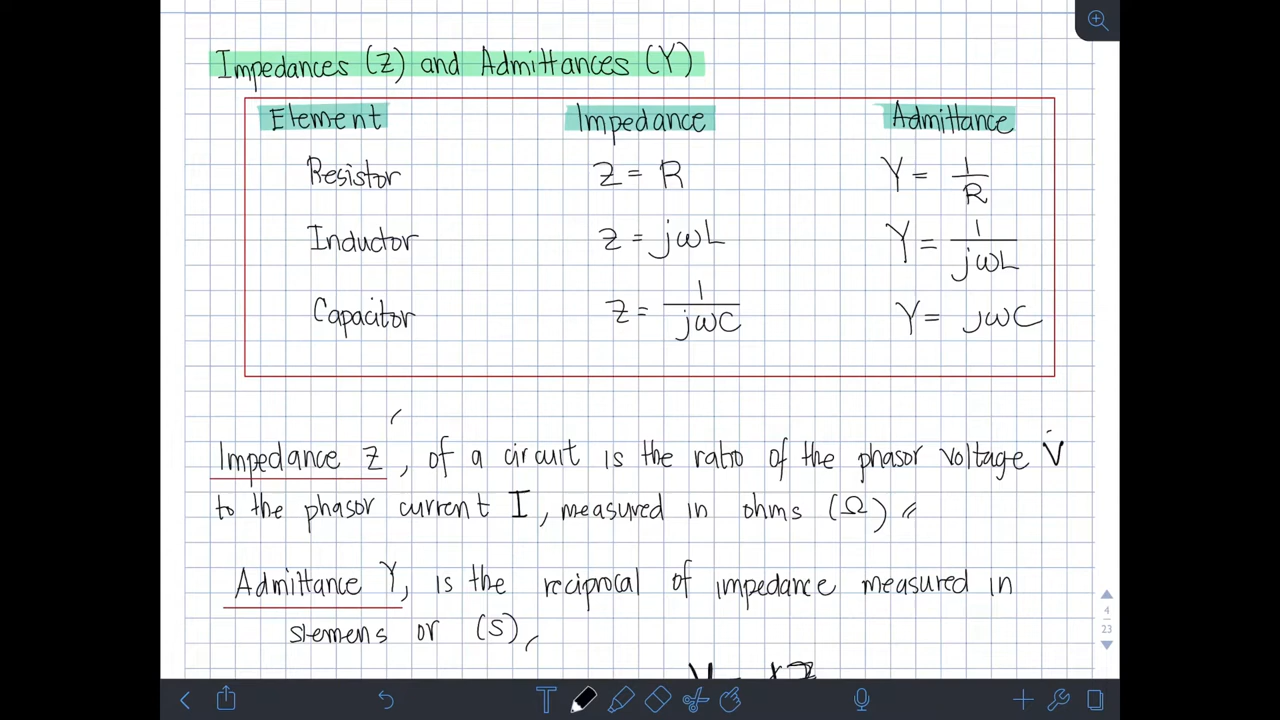 Impedances (Z) and Admittances (Y)
Element Impedance Admittance
Resistor Z = R Y = 1/R
Inductor Z = jωL Y = 1/jωL
Capacitor Z = 1/jωC Y = jωC
Impedance Z, of a circuit is the ratio of the phasor voltage V
to the phasor current I, measured in ohms (Ω)
Admittance Y, is the reciprocal of impedance measured in
siemens or (S),
4
23
T